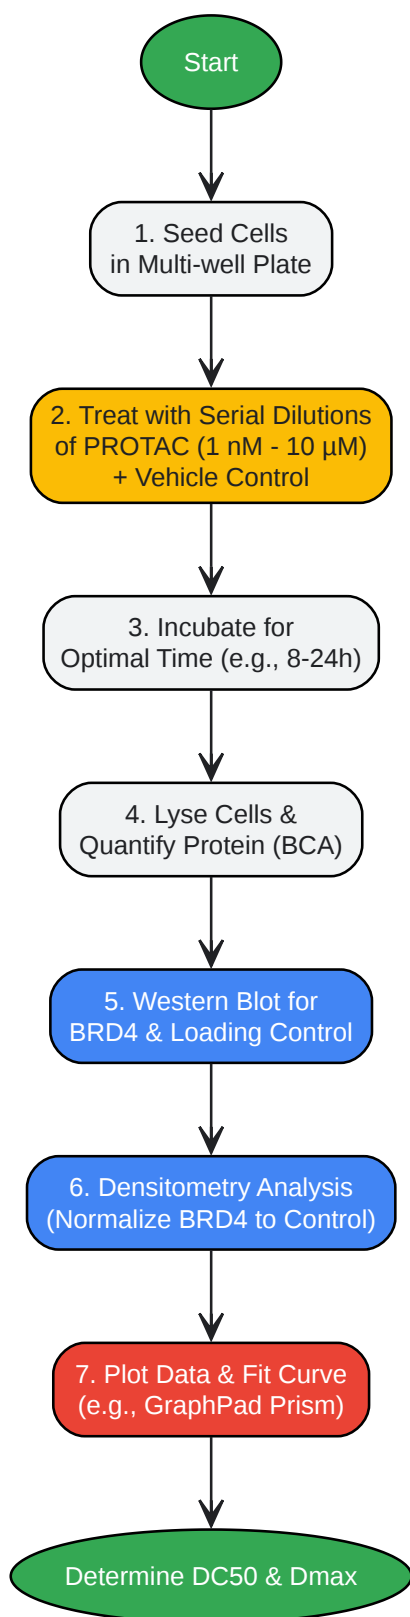 Start
1. Seed Cells
in Multi-well Plate
2. Treat with Serial Dilutions
of PROTAC (1 nM - 10 µM)
+ Vehicle Control
3. Incubate for
Optimal Time (e.g., 8-24h)
4. Lyse Cells &
Quantify Protein (BCA)
5. Western Blot for
BRD4 & Loading Control
6. Densitometry Analysis
(Normalize BRD4 to Control)
7. Plot Data & Fit Curve
(e.g., GraphPad Prism)
Determine DC50 & Dmax